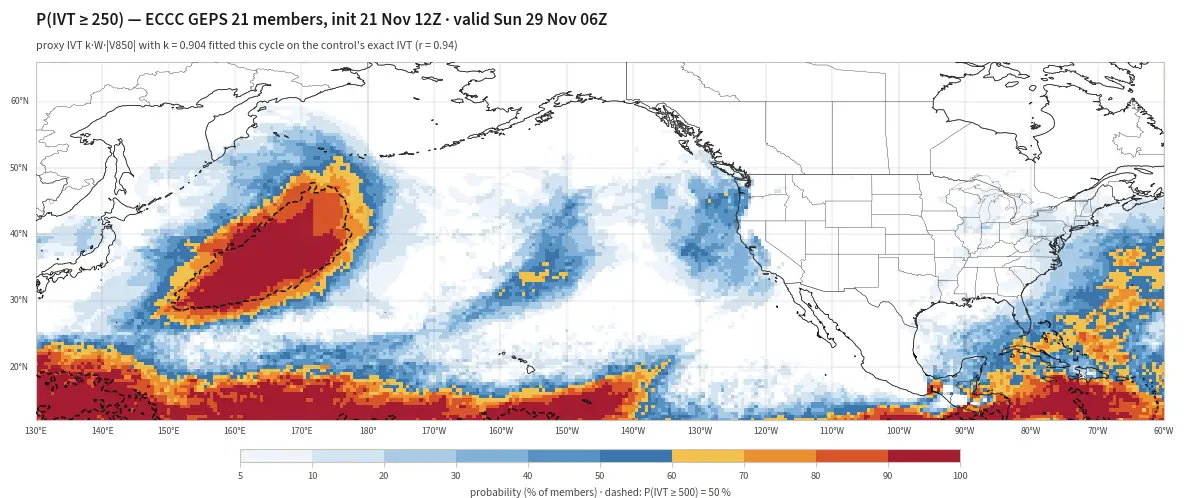 P(IVT ≥ 250) — ECCC GEPS 21 members, init 21 Nov 12Z · valid Sun 29 Nov 06Z
proxy IVT k·W·|V850| with k = 0.904 fitted this cycle on the control's exact IVT (r = 0.94)
60°N
50°N
40°N
30°N
20°N
130°E 140°E 150°E 160°E 170°E 180° 170°W 160°W 150°W 140°W 130°W 120°W 110°W 100°W 90°W 80°W 70°W 60°W
5 10 20 30 40 50 60 70 80 90 100
probability (% of members) · dashed: P(IVT ≥ 500) = 50 %